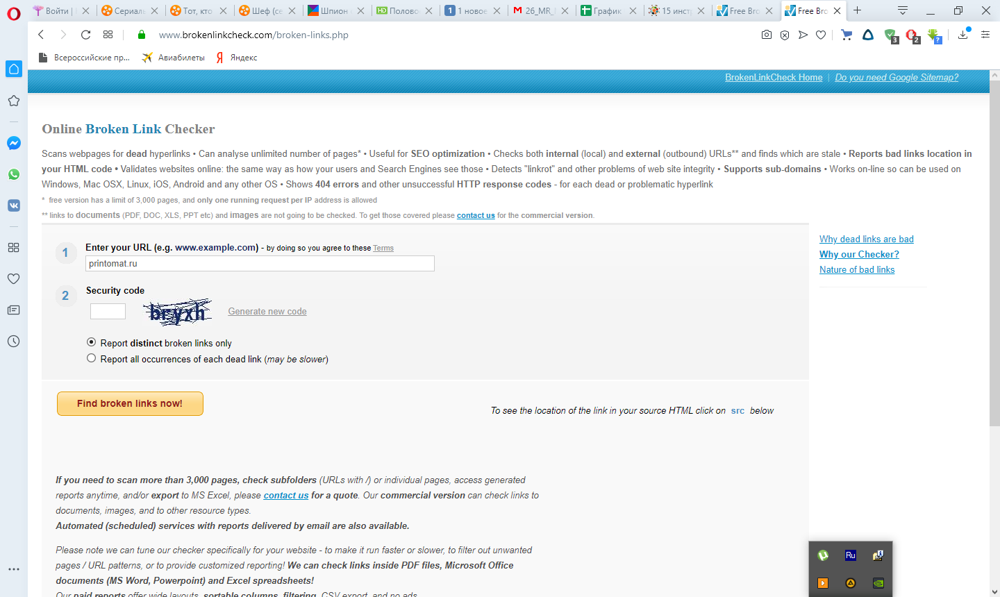 Войти |
Сериаль
Тот, кто
Шеф (се
Шпион
HD Полово
1 1 новое
26_MR_
График
15 инст
Free Bro
Free Bro
www.brokenlinkcheck.com/broken-links.php
3
2
?
Всероссийские пр...
Авиабилеты
Я Яндекс
BrokenLinkCheck Home | Do you need Google Sitemap?
Online Broken Link Checker
Scans webpages for dead hyperlinks • Can analyse unlimited number of pages* • Useful for SEO optimization • Checks both internal (local) and external (outbound) URLs** and finds which are stale • Reports bad links location in
your HTML code • Validates websites online: the same way as how your users and Search Engines see those • Detects "linkrot" and other problems of web site integrity • Supports sub-domains • Works on-line so can be used on
Windows, Mac OSX, Linux, iOS, Android and any other OS • Shows 404 errors and other unsuccessful HTTP response codes - for each dead or problematic hyperlink
* free version has a limit of 3,000 pages, and only one running request per IP address is allowed
** links to documents (PDF, DOC, XLS, PPT etc) and images are not going to be checked. To get those covered please contact us for the commercial version.
1 Enter your URL (e.g. www.example.com) - by doing so you agree to these Terms
printomat.ru
2 Security code
bryxh
Generate new code
Report distinct broken links only
Report all occurrences of each dead link (may be slower)
Find broken links now!
To see the location of the link in your source HTML click on src below
Why dead links are bad
Why our Checker?
Nature of bad links
If you need to scan more than 3,000 pages, check subfolders (URLs with /) or individual pages, access generated
reports anytime, and/or export to MS Excel, please contact us for a quote. Our commercial version can check links to
documents, images, and to other resource types.
Automated (scheduled) services with reports delivered by email are also available.
Please note we can tune our checker specifically for your website - to make it run faster or slower, to filter out unwanted
pages / URL patterns, or to provide customized reporting! We can check links inside PDF files, Microsoft Office
documents (MS Word, Powerpoint) and Excel spreadsheets!
Our paid reports offer wide layouts, sortable columns, filtering, CSV export, and no ads
Ru